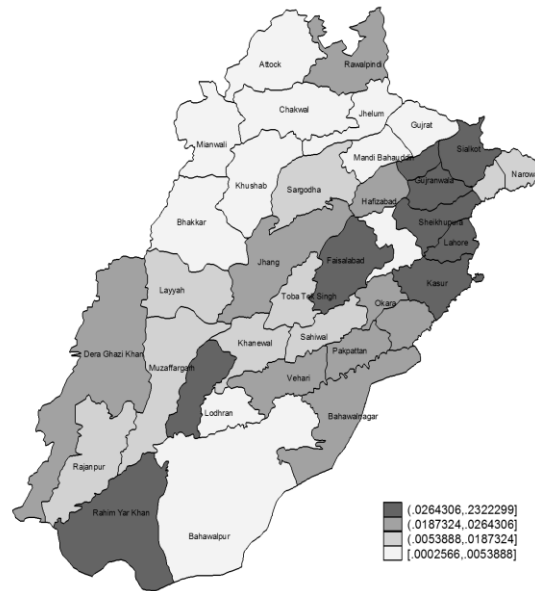 Attock
Rawalpindi
Chakwal
Jhelum
Gujrat
Mianwali
Mandi Bahauddin
Sialkot
Khushab
Gujranwala
Narowal
Sargodha
Hafizabad
Bhakkar
Sheikhupura
Lahore
Jhang
Faisalabad
Kasur
Layyah
Toba Tek Singh
Okara
Dera Ghazi Khan
Khanewal
Sahiwal
Muzaffargarh
Pakpattan
Vehari
Lodhran
Bahawalnagar
Rajanpur
Rahim Yar Khan
Bahawalpur
(.0264306,.2322299]
(.0187324,.0264306]
(.0053888,.0187324]
[.0002566,.0053888]